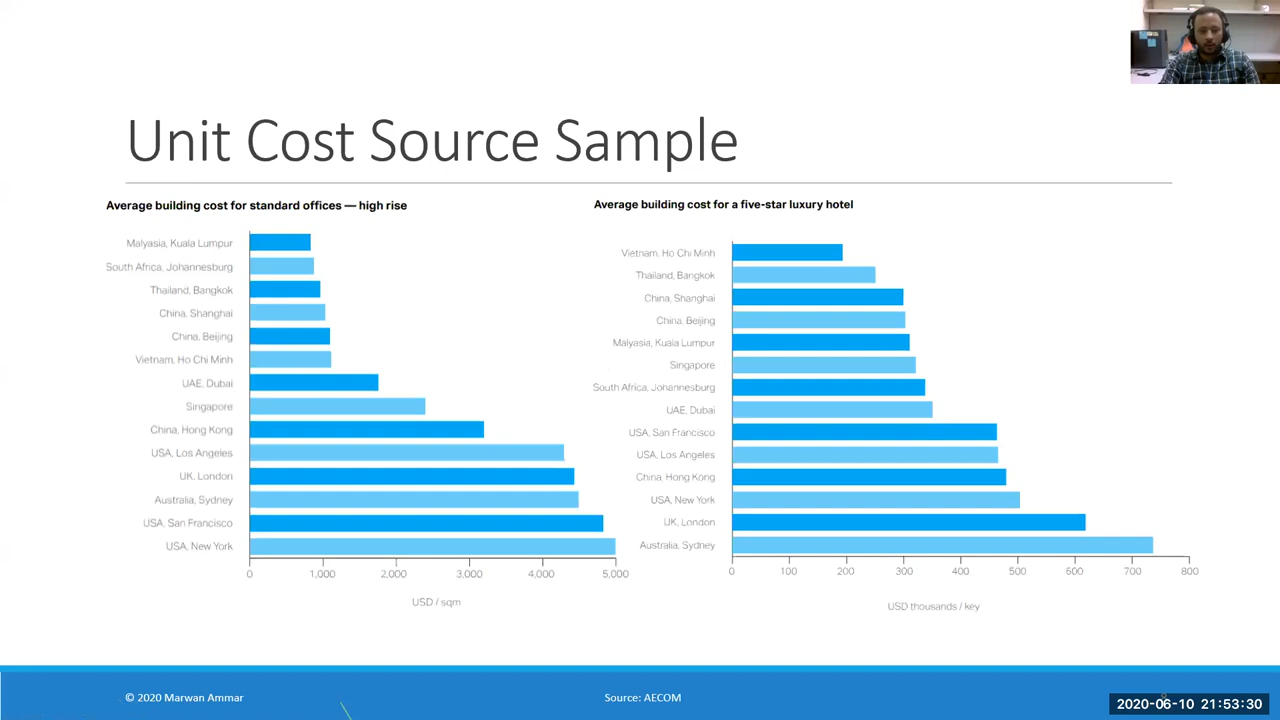 Unit Cost Source Sample
Average building cost for standard offices — high rise
Malyasia, Kuala Lumpur
South Africa, Johannesburg
Thailand, Bangkok
China, Shanghai
China, Beijing
Vietnam, Ho Chi Minh
UAE, Dubai
Singapore
China, Hong Kong
USA, Los Angeles
UK, London
Australia, Sydney
USA, San Francisco
USA, New York
0 1,000 2,000 3,000 4,000 5,000
USD / sqm
Average building cost for a five-star luxury hotel
Vietnam, Ho Chi Minh
Thailand, Bangkok
China, Shanghai
China, Beijing
Malyasia, Kuala Lumpur
Singapore
South Africa, Johannesburg
UAE, Dubai
USA, San Francisco
USA, Los Angeles
China, Hong Kong
USA, New York
UK, London
Australia, Sydney
0 100 200 300 400 500 600 700 800
USD thousands / key
© 2020 Marwan Ammar
Source: AECOM
2020-06-10 21:53:30